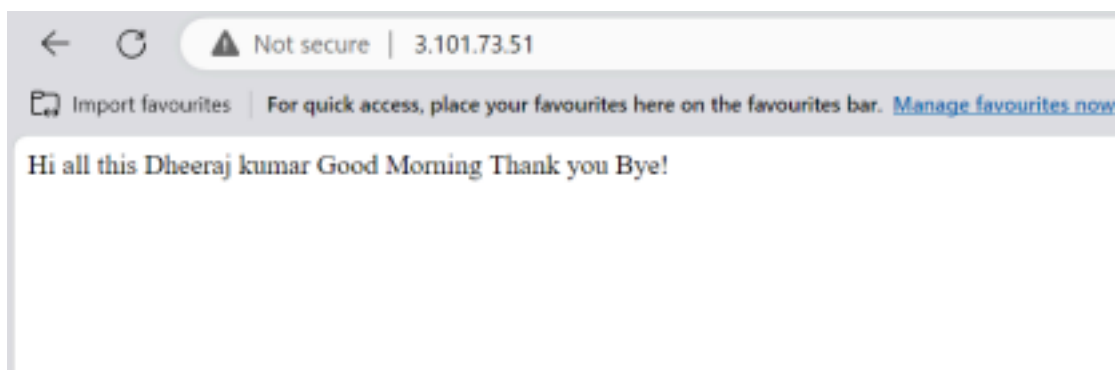 Not secure | 3.101.73.51
Import favourites | For quick access, place your favourites here on the favourites bar. Manage favourites now
Hi all this Dheeraj kumar Good Morning Thank you Bye!